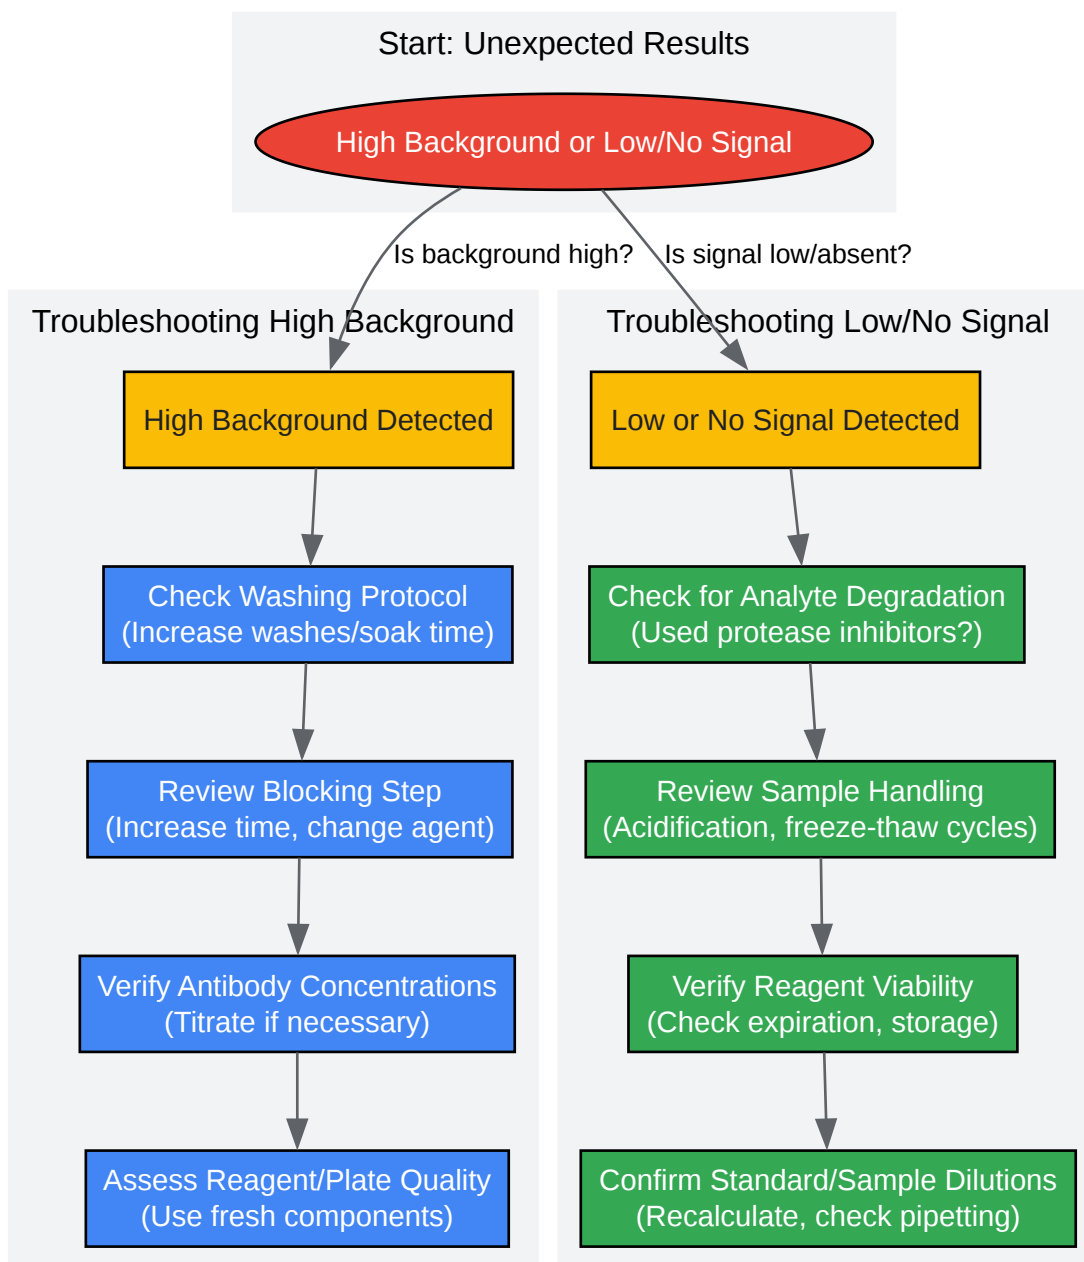 Start: Unexpected Results
High Background or Low/No Signal
Is background high?
Is signal low/absent?
Troubleshooting High Background
High Background Detected
Check Washing Protocol
(Increase washes/soak time)
Review Blocking Step
(Increase time, change agent)
Verify Antibody Concentrations
(Titrate if necessary)
Assess Reagent/Plate Quality
(Use fresh components)
Troubleshooting Low/No Signal
Low or No Signal Detected
Check for Analyte Degradation
(Used protease inhibitors?)
Review Sample Handling
(Acidification, freeze-thaw cycles)
Verify Reagent Viability
(Check expiration, storage)
Confirm Standard/Sample Dilutions
(Recalculate, check pipetting)